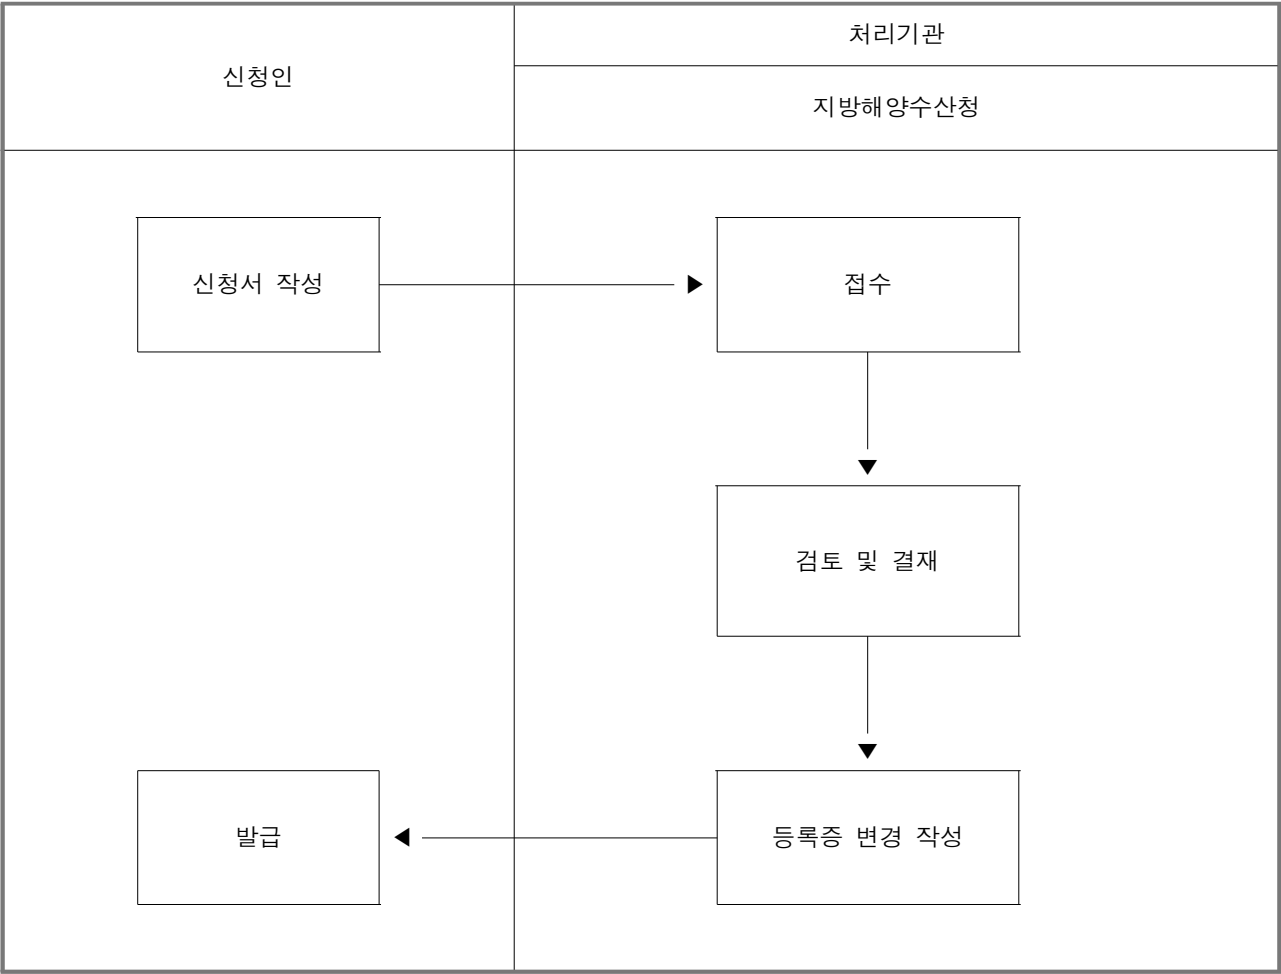 신청인
처리기관
지방해양수산청
신청서 작성
접수
검토 및 결재
등록증 변경 작성
발급